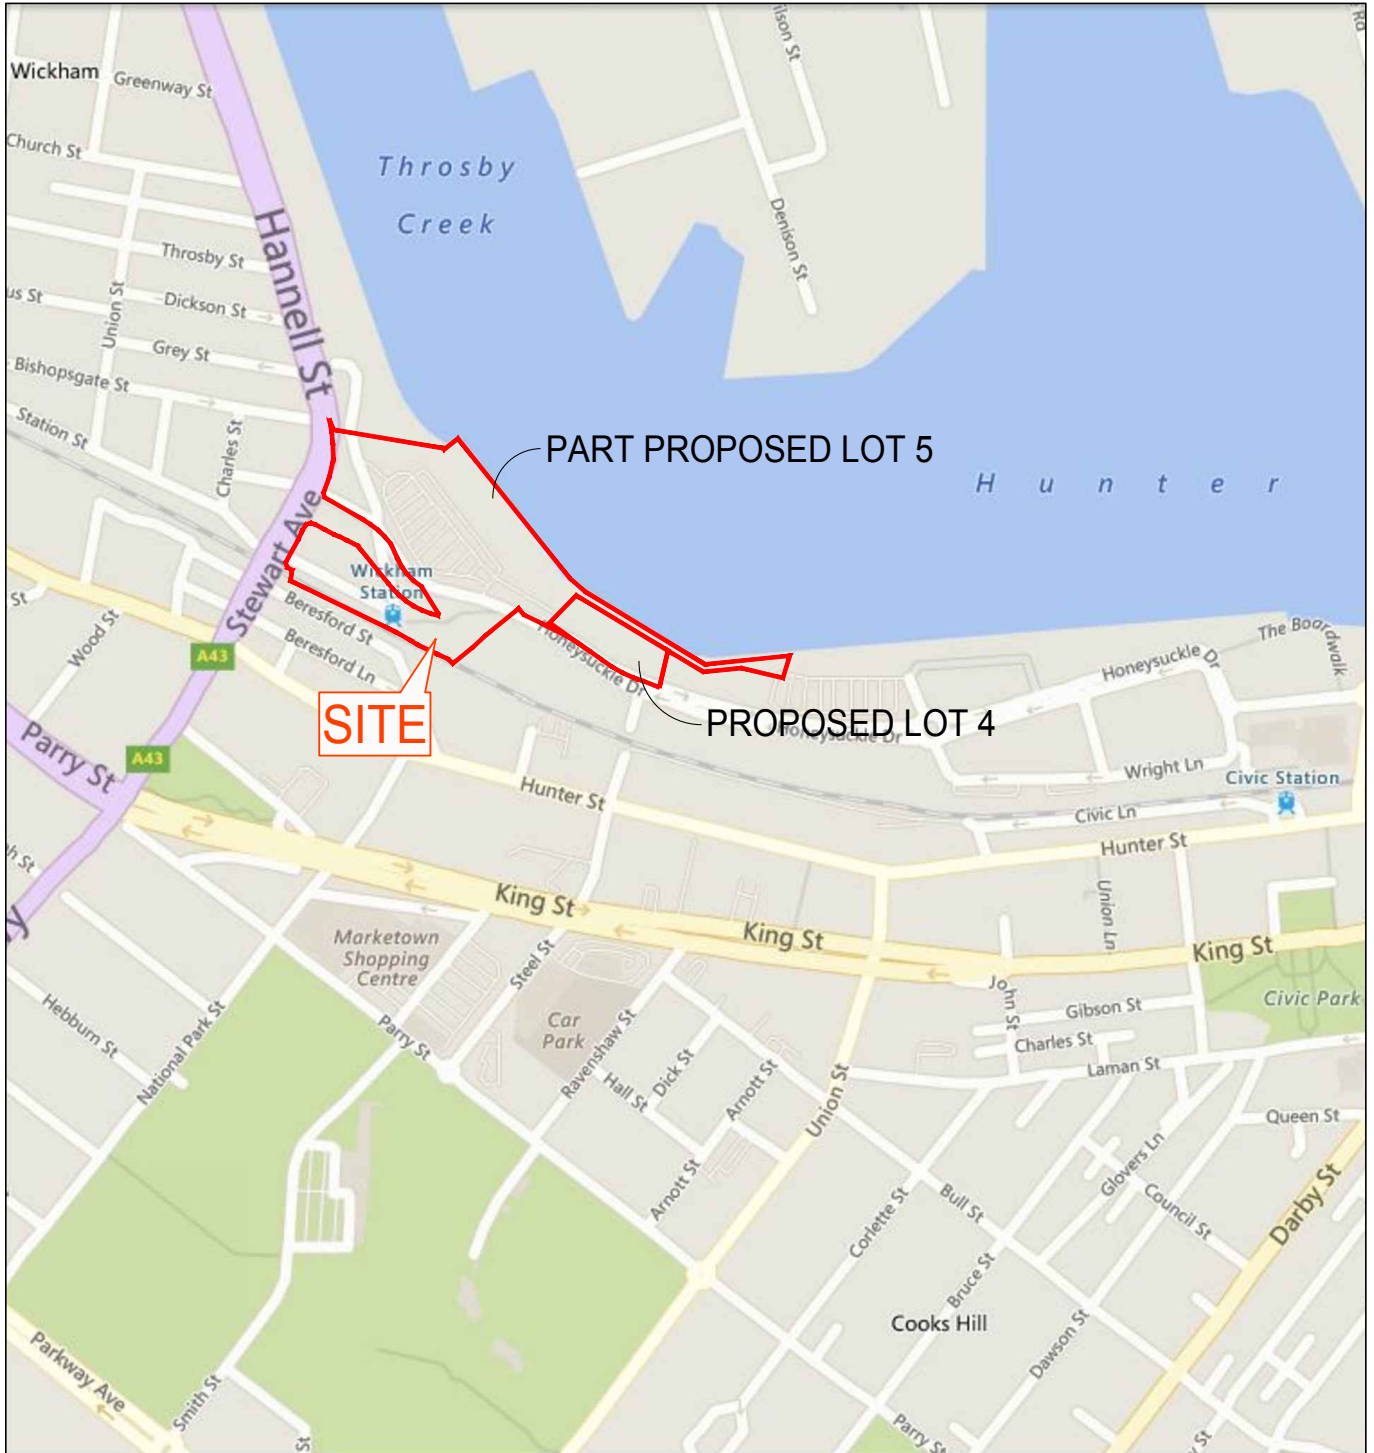 Wickham
Greenway St
Church St
Throsby
Creek
Denison St
Hannell St
Throsby St
Dickson St
Union St
Grey St
Bishopsgate St
Station St
Charles St
PART PROPOSED LOT 5
Hunter
Stewart Ave
Wickham
Station
Beresford St
Beresford Ln
St
Wood St
A43
SITE
Honeysuckle Dr
PROPOSED LOT 4
Honeysuckle Dr
Honeysuckle Dr
The Boardwalk
Parry St
A43
Wright Ln
Civic Station
Hunter St
Civic Ln
Hunter St
King St
King St
King St
Union Ln
Marketown
Shopping
Centre
Steel St
Car
Park
Hebburn St
National Park St
Parry St
Ravenshaw St
Hall St
Dick St
Arnott St
Arnott St
Union St
John St
Gibson St
Charles St
Laman St
Civic Park
Queen St
Glovers Ln
Council St
Darby St
Corlette St
Bull St
Bruce St
Cooks Hill
Dawson St
Parkway Ave
Smith St
St
Parry St
St